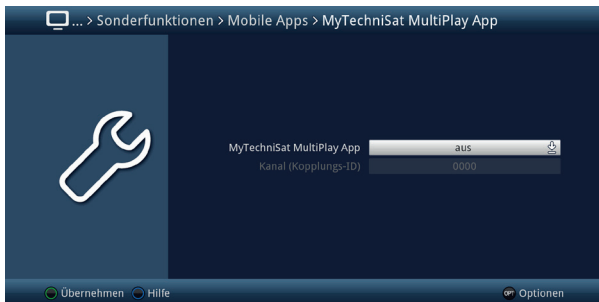 ... > Sonderfunktionen > Mobile Apps > MyTechniSat MultiPlay App
MyTechniSat MultiPlay App aus
Kanal (Kopplungs-ID) 0000
Übernehmen Hilfe OPT Optionen